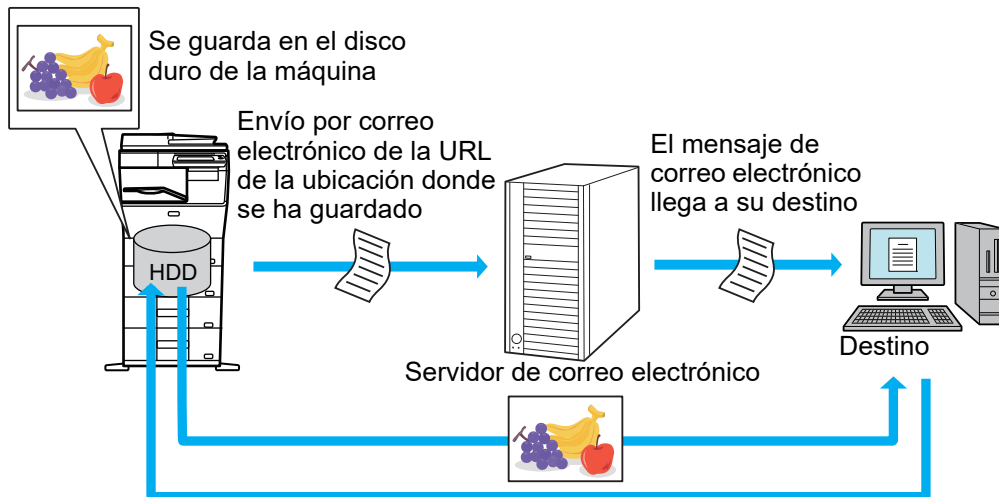 Se guarda en el disco
duro de la máquina
Envío por correo
electrónico de la URL
de la ubicación donde
se ha guardado
El mensaje de
correo electrónico
llega a su destino
HDD
Destino
Servidor de correo electrónico